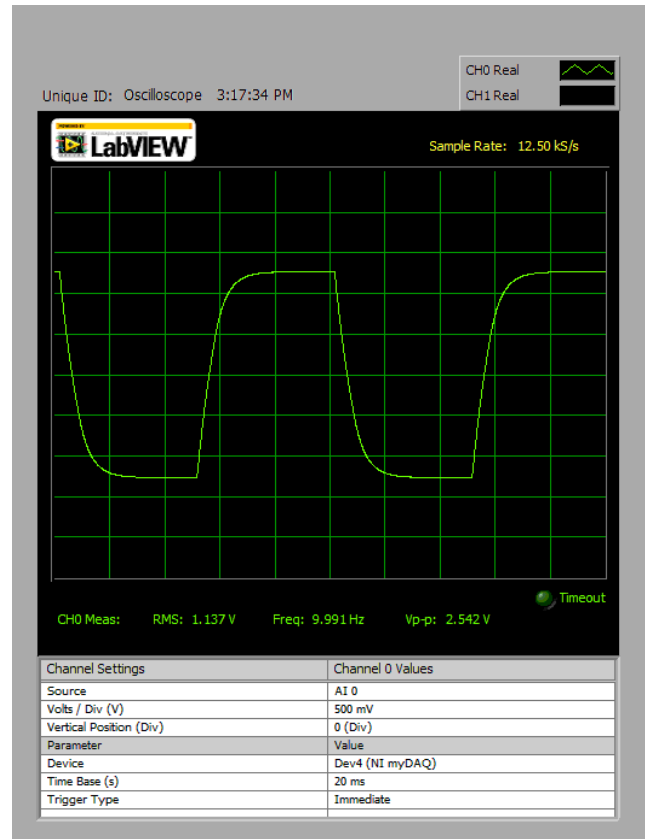 CH0 Real
Unique ID: Oscilloscope 3:17:34 PM
CH1 Real
LabVIEW
Sample Rate: 12.50 kS/s
Timeout
CH0 Meas: RMS: 1.137 V Freq: 9.991 Hz Vp-p: 2.542 V
Channel Settings Channel 0 Values
Source AI 0
Volts / Div (V) 500 mV
Vertical Position (Div) 0 (Div)
Parameter Value
Device Dev4 (NI myDAQ)
Time Base (s) 20 ms
Trigger Type Immediate